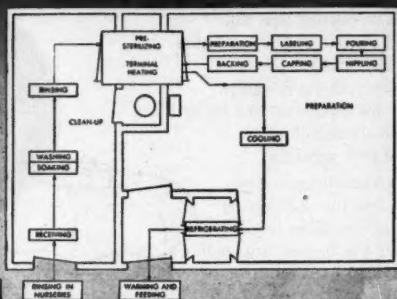 PRE-
STERILIZING
TERMINAL
HEATING
PREPARATION
LABELING
POURING
BACKING
CAPPING
NIPPLING
RINSING
CLEAN-UP
PREPARATION
COOLING
WASHING
SOAKING
RECEIVING
REFRIGERATING
RINSING IN
NURSERIES
WARMING AND
FEEDING